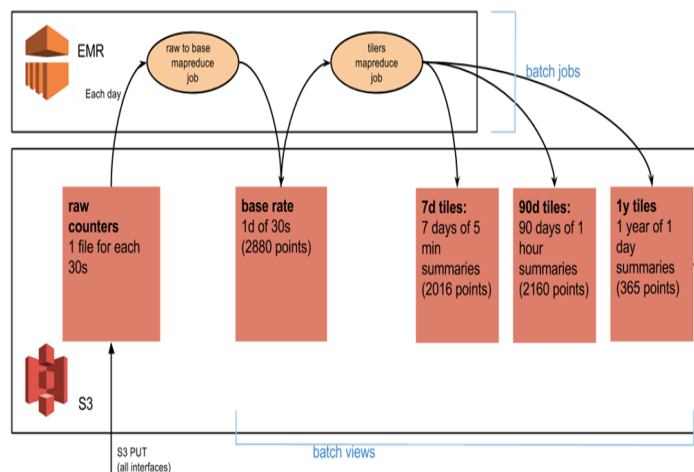 EMR
raw to base
mapreduce
job
tilers
mapreduce
job
Each day
batch jobs
raw
counters
1 file for each
30s
base rate
1d of 30s
(2880 points)
7d tiles:
7 days of 5
min
summaries
(2016 points)
90d tiles:
90 days of 1
hour
summaries
(2160 points)
1y tiles
1 year of 1
day
summaries
(365 points)
S3
S3 PUT
(all interfaces)
batch views